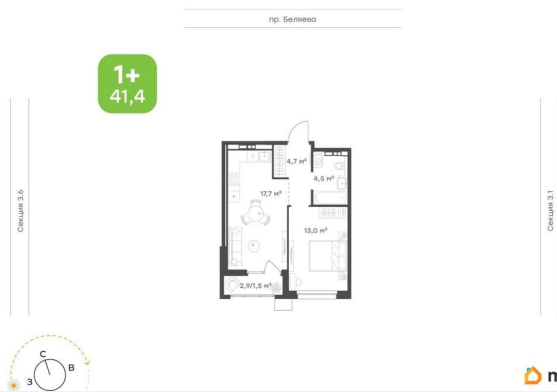 пр. Беляева
1+
41,4
4,7 м²
4,5 м²
17,7 м²
13,0 м²
2,9/1,5 м²
Секция 3.6
Секция 3.1
С
В
З
m